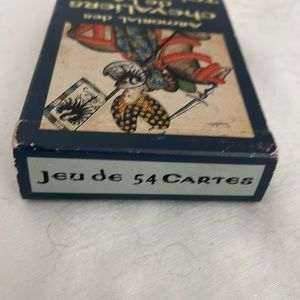 Armorial des
chevaliers
Jeu de 54 Cartes